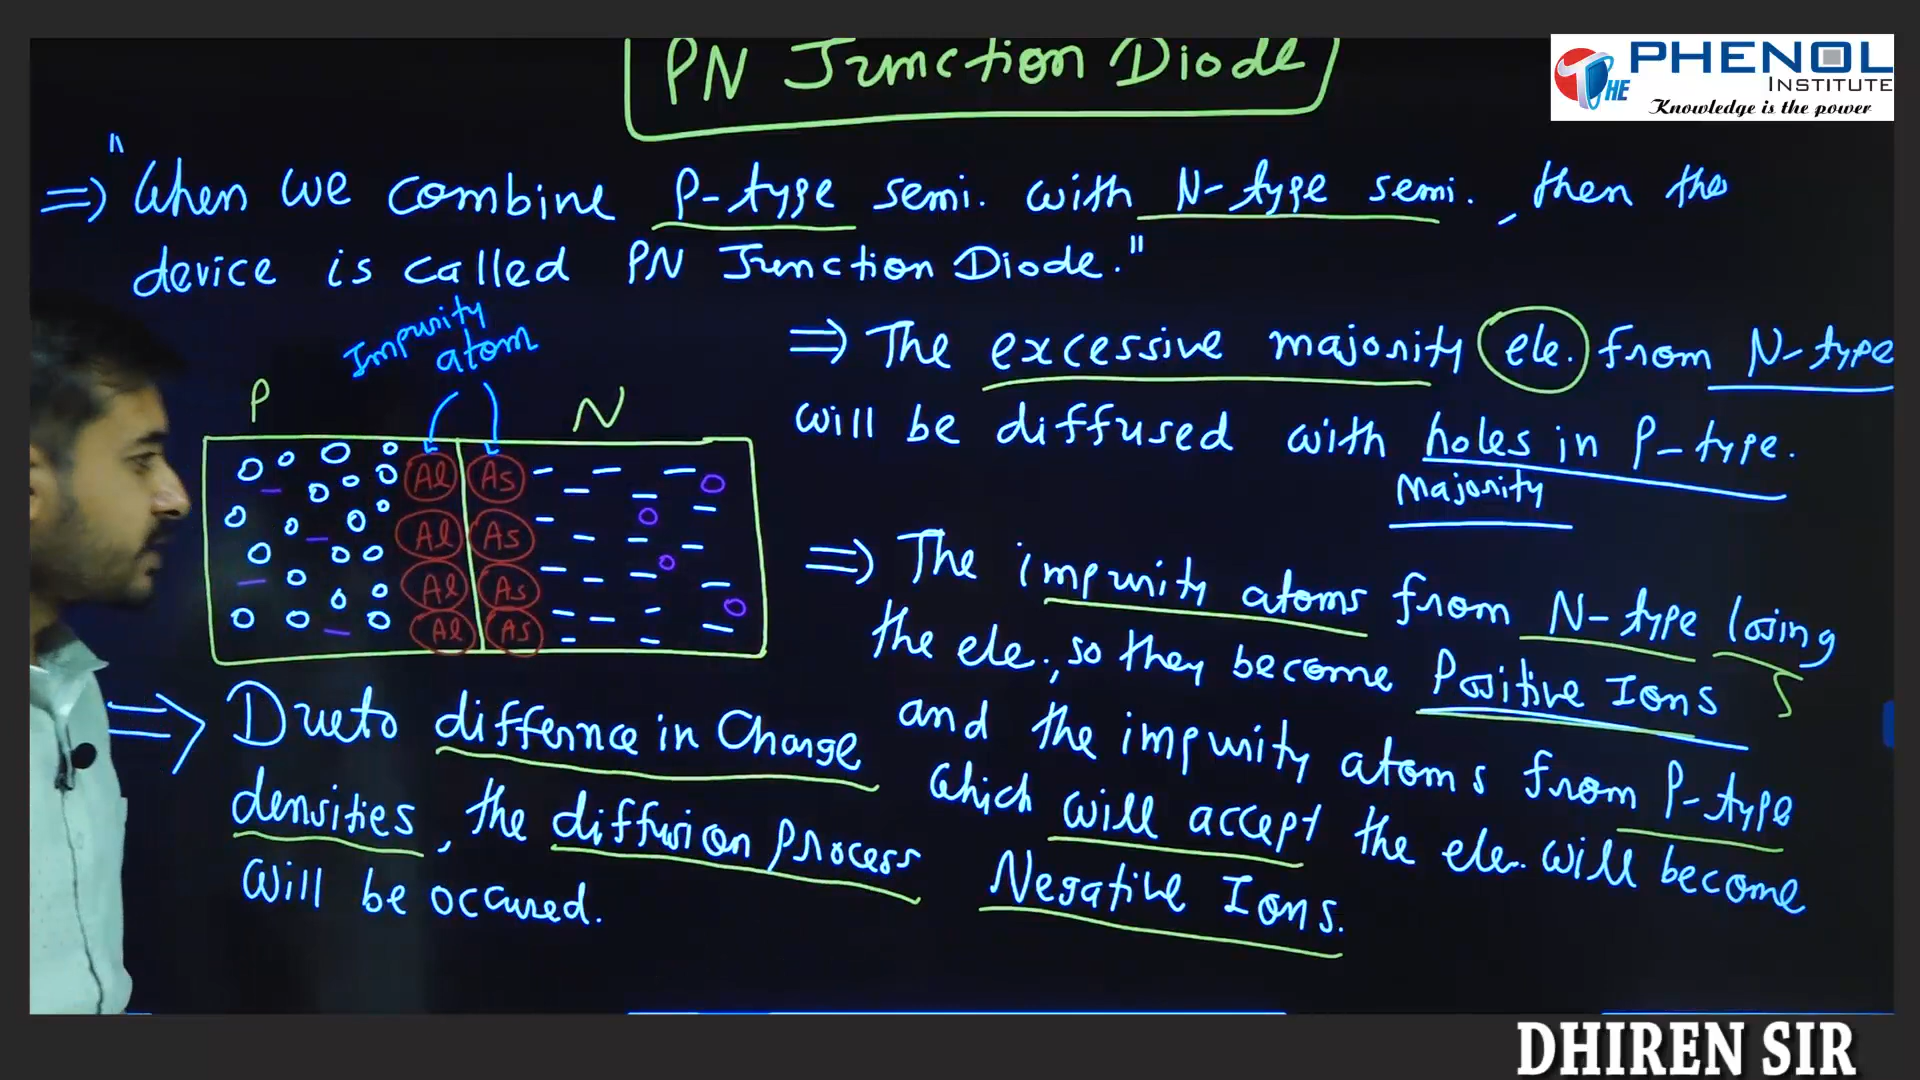 PN Junction Diode
THE PHENOL
INSTITUTE
Knowledge is the power
⇒ "When we combine P-type semi. with N-type semi., then the
device is called PN Junction Diode."
Impurity
atom
P N
Al As
Al As
Al As
Al As
⇒ Due to differnce in Charge
densities, the diffusion process
will be occured.
⇒ The excessive majority ele. from N-type
will be diffused with holes in P-type.
Majority
⇒ The impurity atoms from N-type losing
the ele., so they become Positive Ions
and the impurity atoms from P-type
which will accept the ele. will become
Negative Ions.
DHIREN SIR